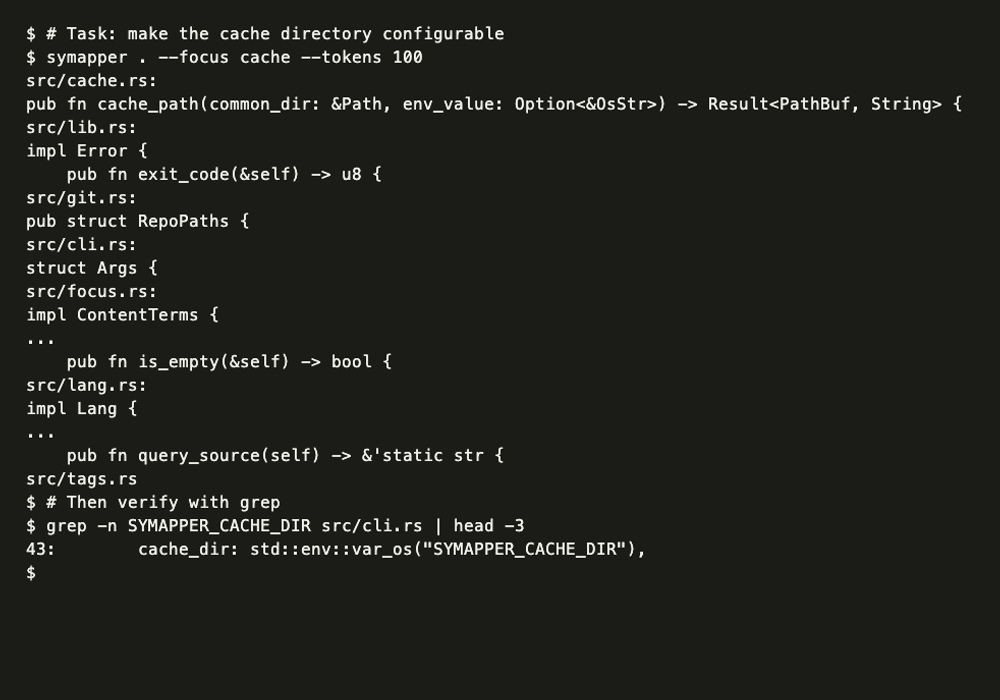 $ # Task: make the cache directory configurable
$ symapper . --focus cache --tokens 100
src/cache.rs:
pub fn cache_path(common_dir: &Path, env_value: Option<&OsStr>) -> Result<PathBuf, String> {
src/lib.rs:
impl Error {
    pub fn exit_code(&self) -> u8 {
src/git.rs:
pub struct RepoPaths {
src/cli.rs:
struct Args {
src/focus.rs:
impl ContentTerms {
...
    pub fn is_empty(&self) -> bool {
src/lang.rs:
impl Lang {
...
    pub fn query_source(self) -> &'static str {
src/tags.rs
$ # Then verify with grep
$ grep -n SYMAPPER_CACHE_DIR src/cli.rs | head -3
43:        cache_dir: std::env::var_os("SYMAPPER_CACHE_DIR"),
$